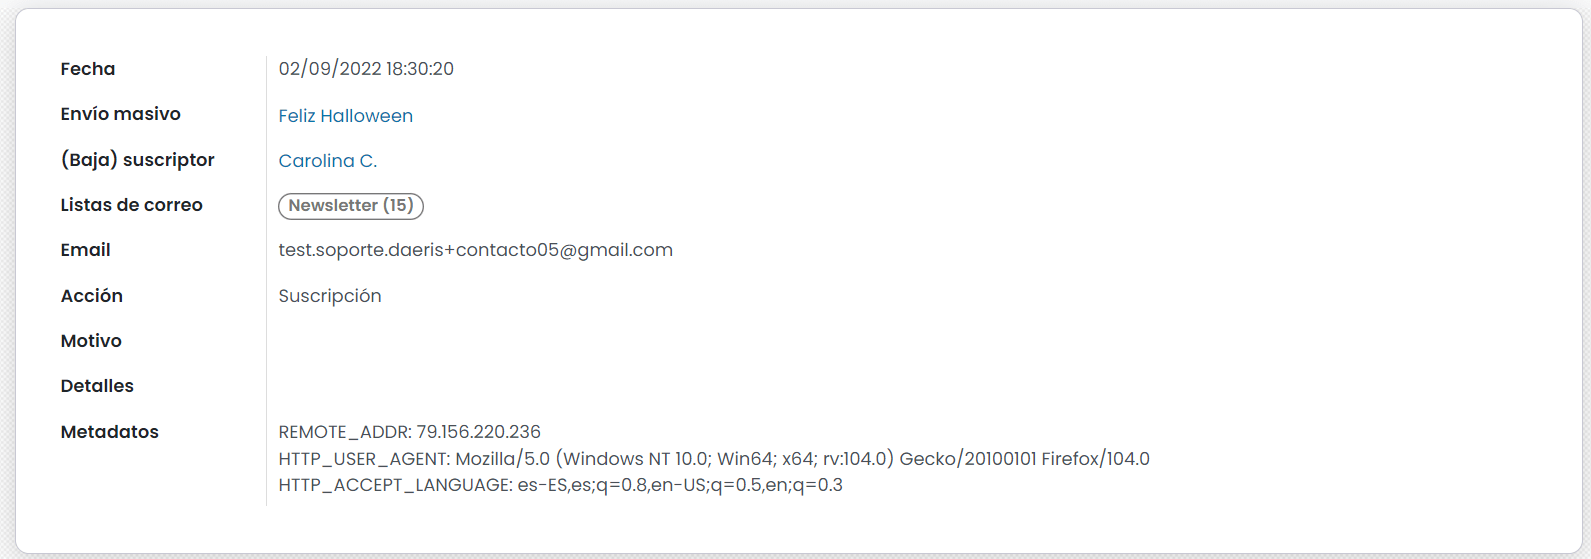 Fecha 02/09/2022 18:30:20
Envío masivo Feliz Halloween
(Baja) suscriptor Carolina C.
Listas de correo Newsletter (15)
Email test.soporte.daeris+contacto05@gmail.com
Acción Suscripción
Motivo
Detalles
Metadatos REMOTE_ADDR: 79.156.220.236
HTTP_USER_AGENT: Mozilla/5.0 (Windows NT 10.0; Win64; x64; rv:104.0) Gecko/20100101 Firefox/104.0
HTTP_ACCEPT_LANGUAGE: es-ES,es;q=0.8,en-US;q=0.5,en;q=0.3